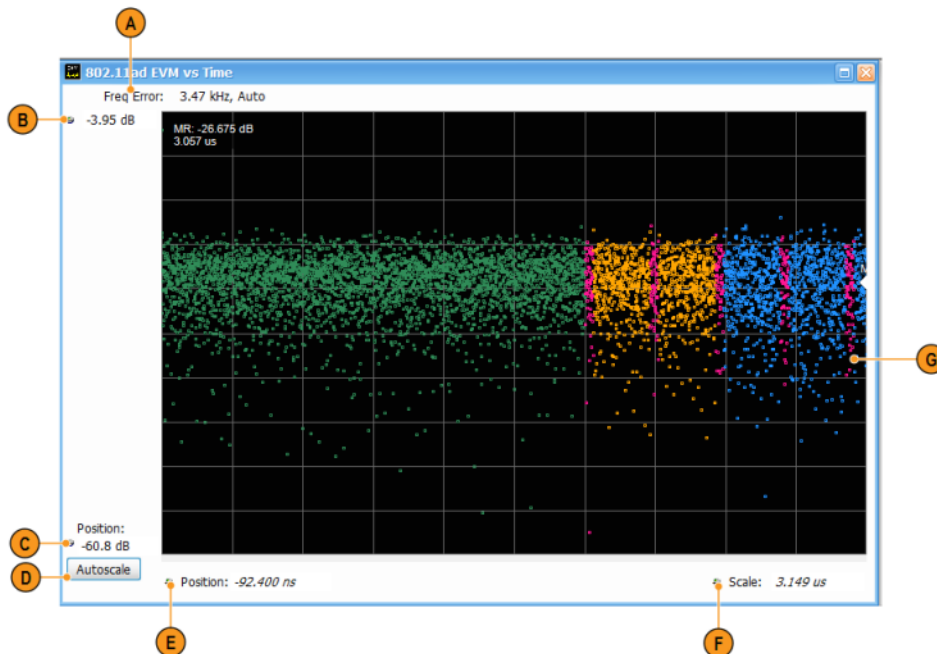 A
802.11ad EVM vs Time
Freq Error: 3.47 kHz, Auto
B
-3.95 dB
MR: -26.675 dB
3.057 us
M
G
Position:
C
-60.8 dB
D
Autoscale
Position: -92.400 ns
Scale: 3.149 us
E
F